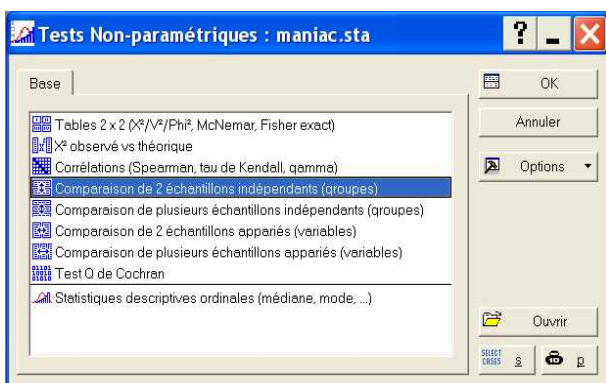 Tests Non-paramétriques : maniac.sta
Base
Tables 2 x 2 (X²/V²/Phi², McNemar, Fisher exact)
X² observé vs théorique
Corrélations (Spearman, tau de Kendall, gamma)
Comparaison de 2 échantillons indépendants (groupes)
Comparaison de plusieurs échantillons indépendants (groupes)
Comparaison de 2 échantillons appariés (variables)
Comparaison de plusieurs échantillons appariés (variables)
Test Q de Cochran
Statistiques descriptives ordinales (médiane, mode, ...)
OK
Annuler
Options
Ouvrir
SELECT CASES s p